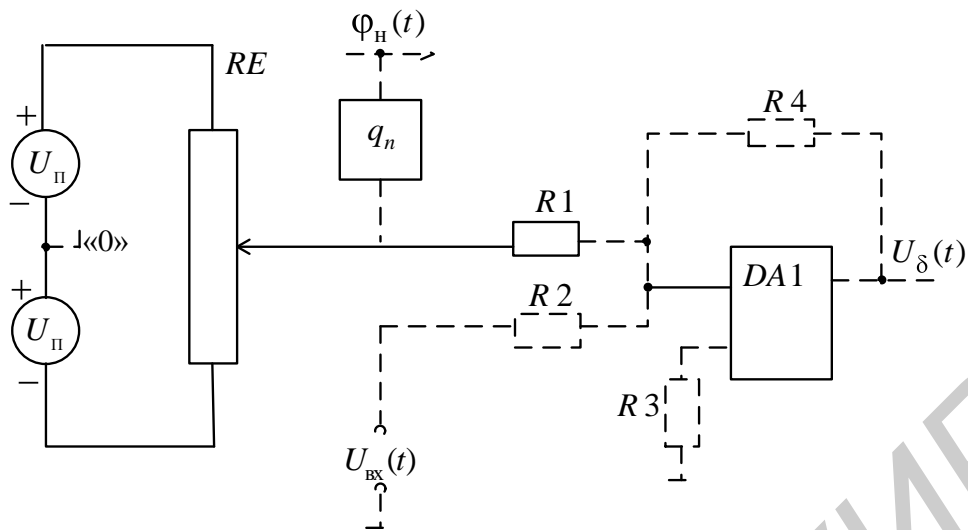 φн(t)
RE
+
Uп
−
qn
R4
R1
«0»
Uδ(t)
DA1
+
Uп
−
R2
R3
Uвх(t)